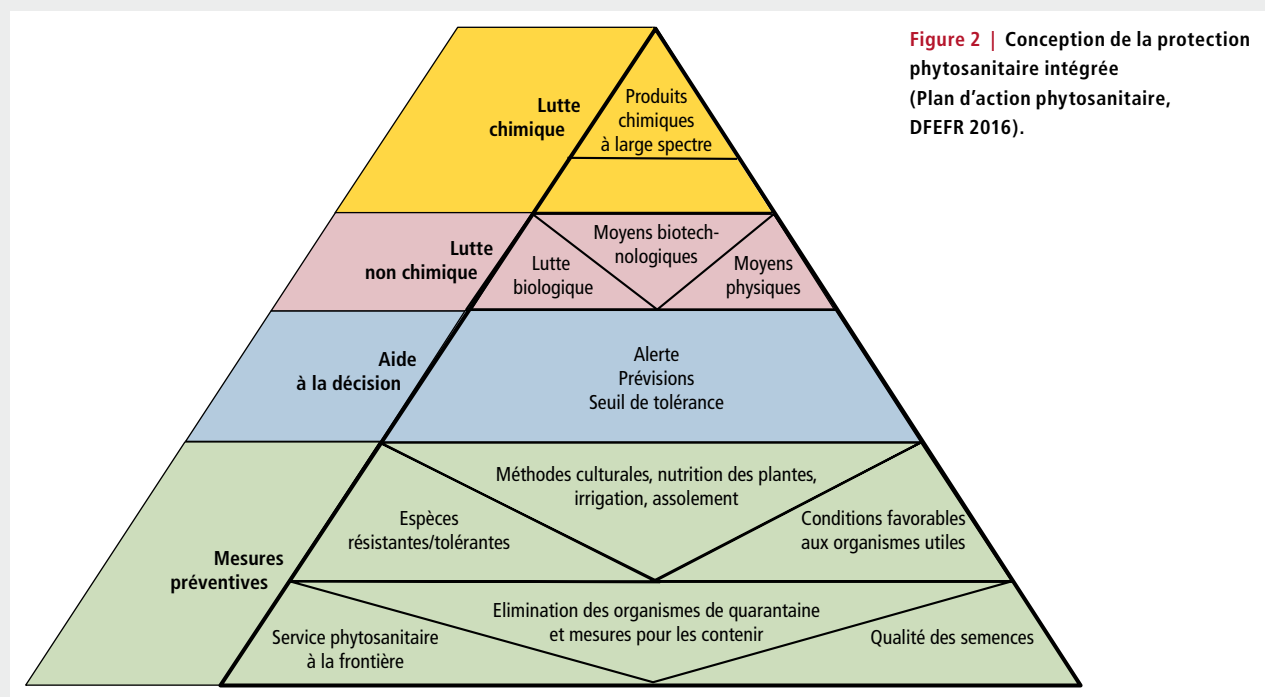 Figure 2 | Conception de la protection
phytosanitaire intégrée
(Plan d'action phytosanitaire,
DFEFR 2016).
Lutte
chimique
Produits
chimiques
à large spectre
Lutte
non chimique
Moyens biotech-
nologiques
Lutte
biologique
Moyens
physiques
Aide
à la décision
Alerte
Prévisions
Seuil de tolérance
Mesures
préventives
Méthodes culturales, nutrition des plantes,
irrigation, assolement
Espèces
résistantes/tolérantes
Conditions favorables
aux organismes utiles
Elimination des organismes de quarantaine
et mesures pour les contenir
Service phytosanitaire
à la frontière
Qualité des semences